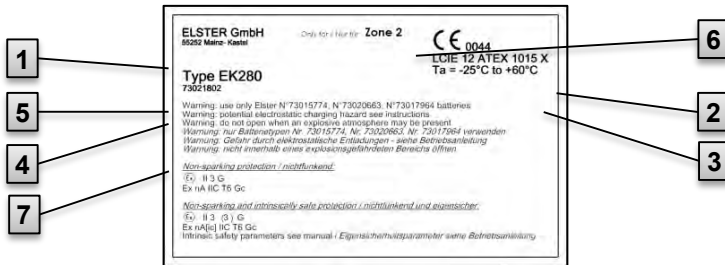 ELSTER GmbH
55252 Mainz- Kastel
Only for / Nur für Zone 2
CE 0044
LCIE 12 ATEX 1015 X
Ta = -25°C to +60°C
Type EK280
73021802
Warning: use only Elster N°73015774, N°73020663, N°73017964 batteries
Warning: potential electrostatic charging hazard see instructions
Warning: do not open when an explosive atmosphere may be present
Warnung: nur Batterietypen Nr. 73015774, Nr. 73020663, Nr. 73017964 verwenden
Warnung: Gefahr durch elektrostatische Entladungen - siehe Betriebsanleitung
Warnung: nicht innerhalb eines explosionsgefährdeten Bereichs öffnen
Non-sparking protection / nichtfunkend:
Ex II 3 G
Ex nA IIC T6 Gc
Non-sparking and intrinsically safe protection / nichtfunkend und eigensicher:
Ex II 3 (3) G
Ex nA[ic] IIC T6 Gc
Intrinsic safety parameters see manual / Eigensicherheitsparameter siehe Betriebsanleitung
1
5
4
7
6
2
3